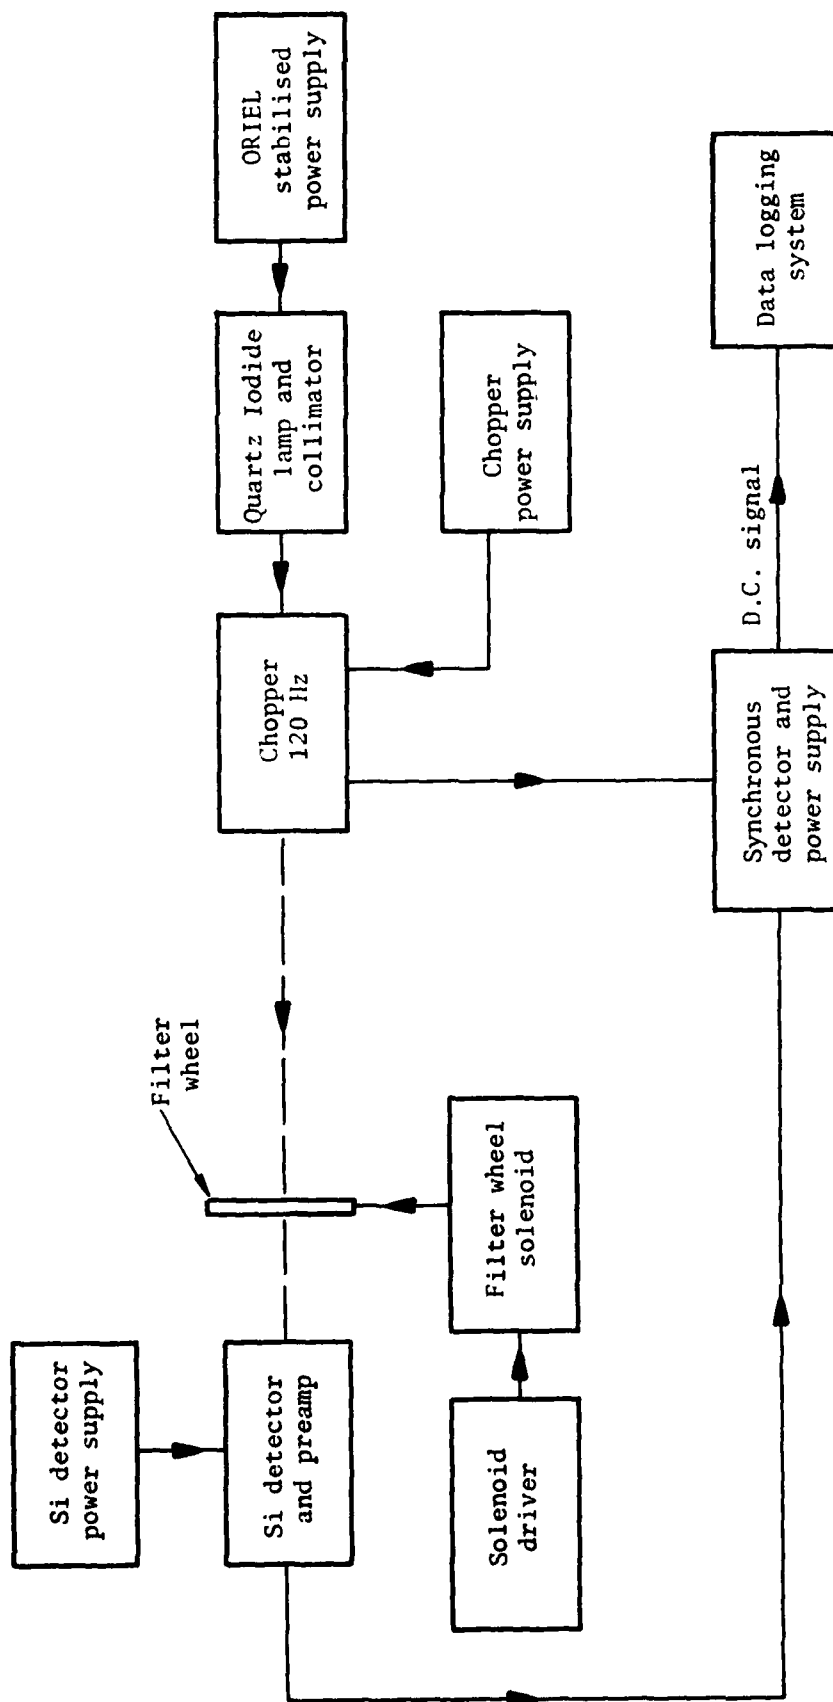 Si detector
power supply
Si detector
and preamp
Solenoid
driver
Filter
wheel
Filter wheel
solenoid
Chopper
120 Hz
Quartz Iodide
lamp and
collimator
ORIEL
stabilised
power supply
Chopper
power supply
Synchronous
detector and
power supply
D.C. signal
Data logging
system